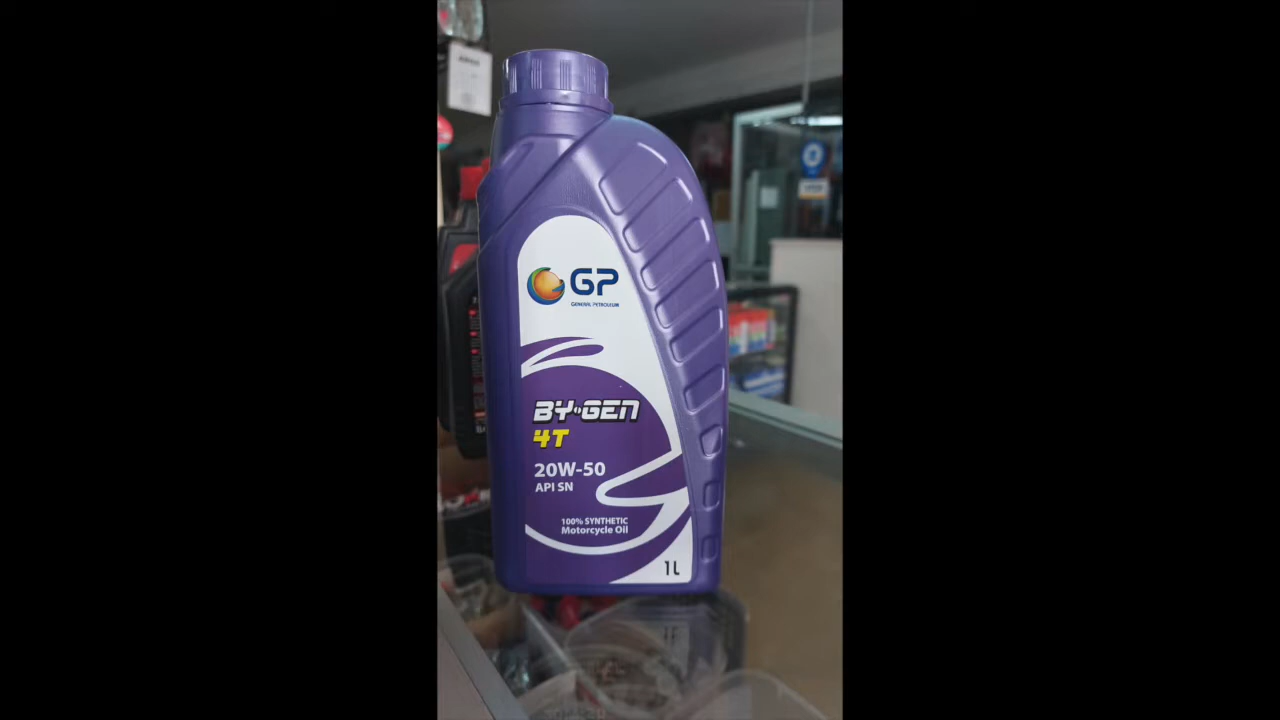 GP
GENERAL PETROLEUM
BY-GEN
4T
20W-50
API SN
100% SYNTHETIC
Motorcycle Oil
1L